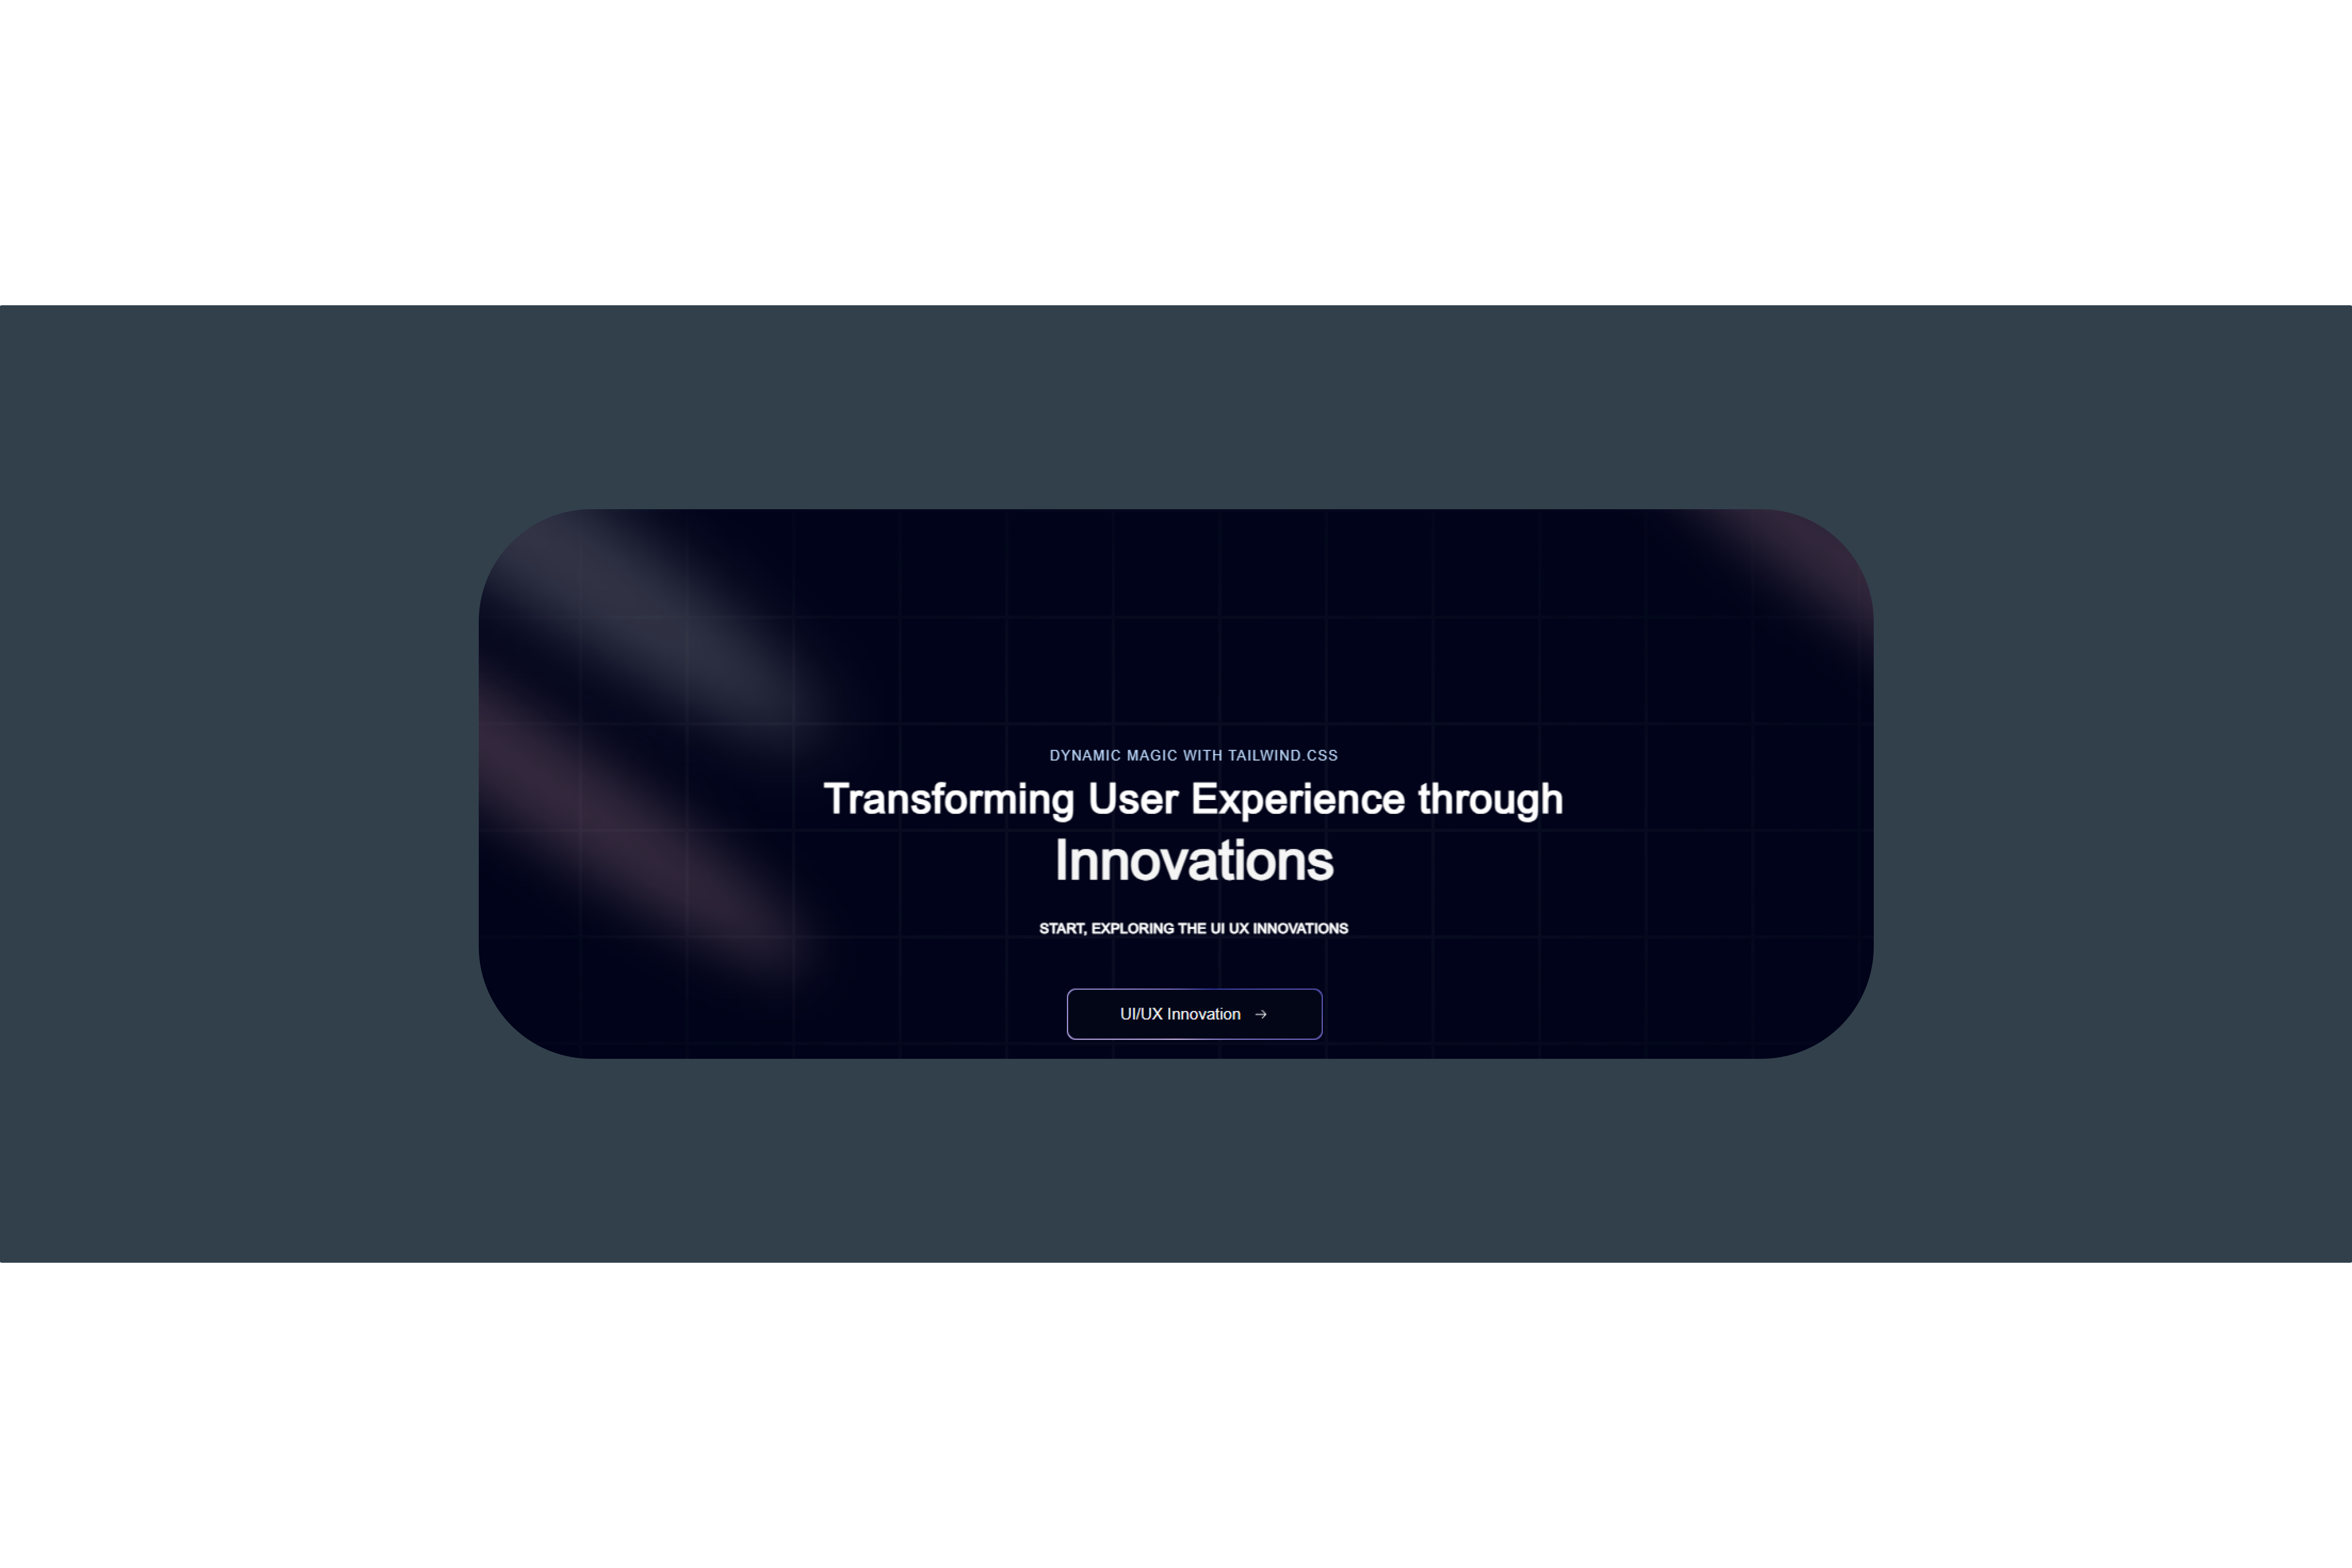 DYNAMIC MAGIC WITH TAILWIND.CSS
Transforming User Experience through
Innovations
START, EXPLORING THE UI UX INNOVATIONS
UI/UX Innovation →